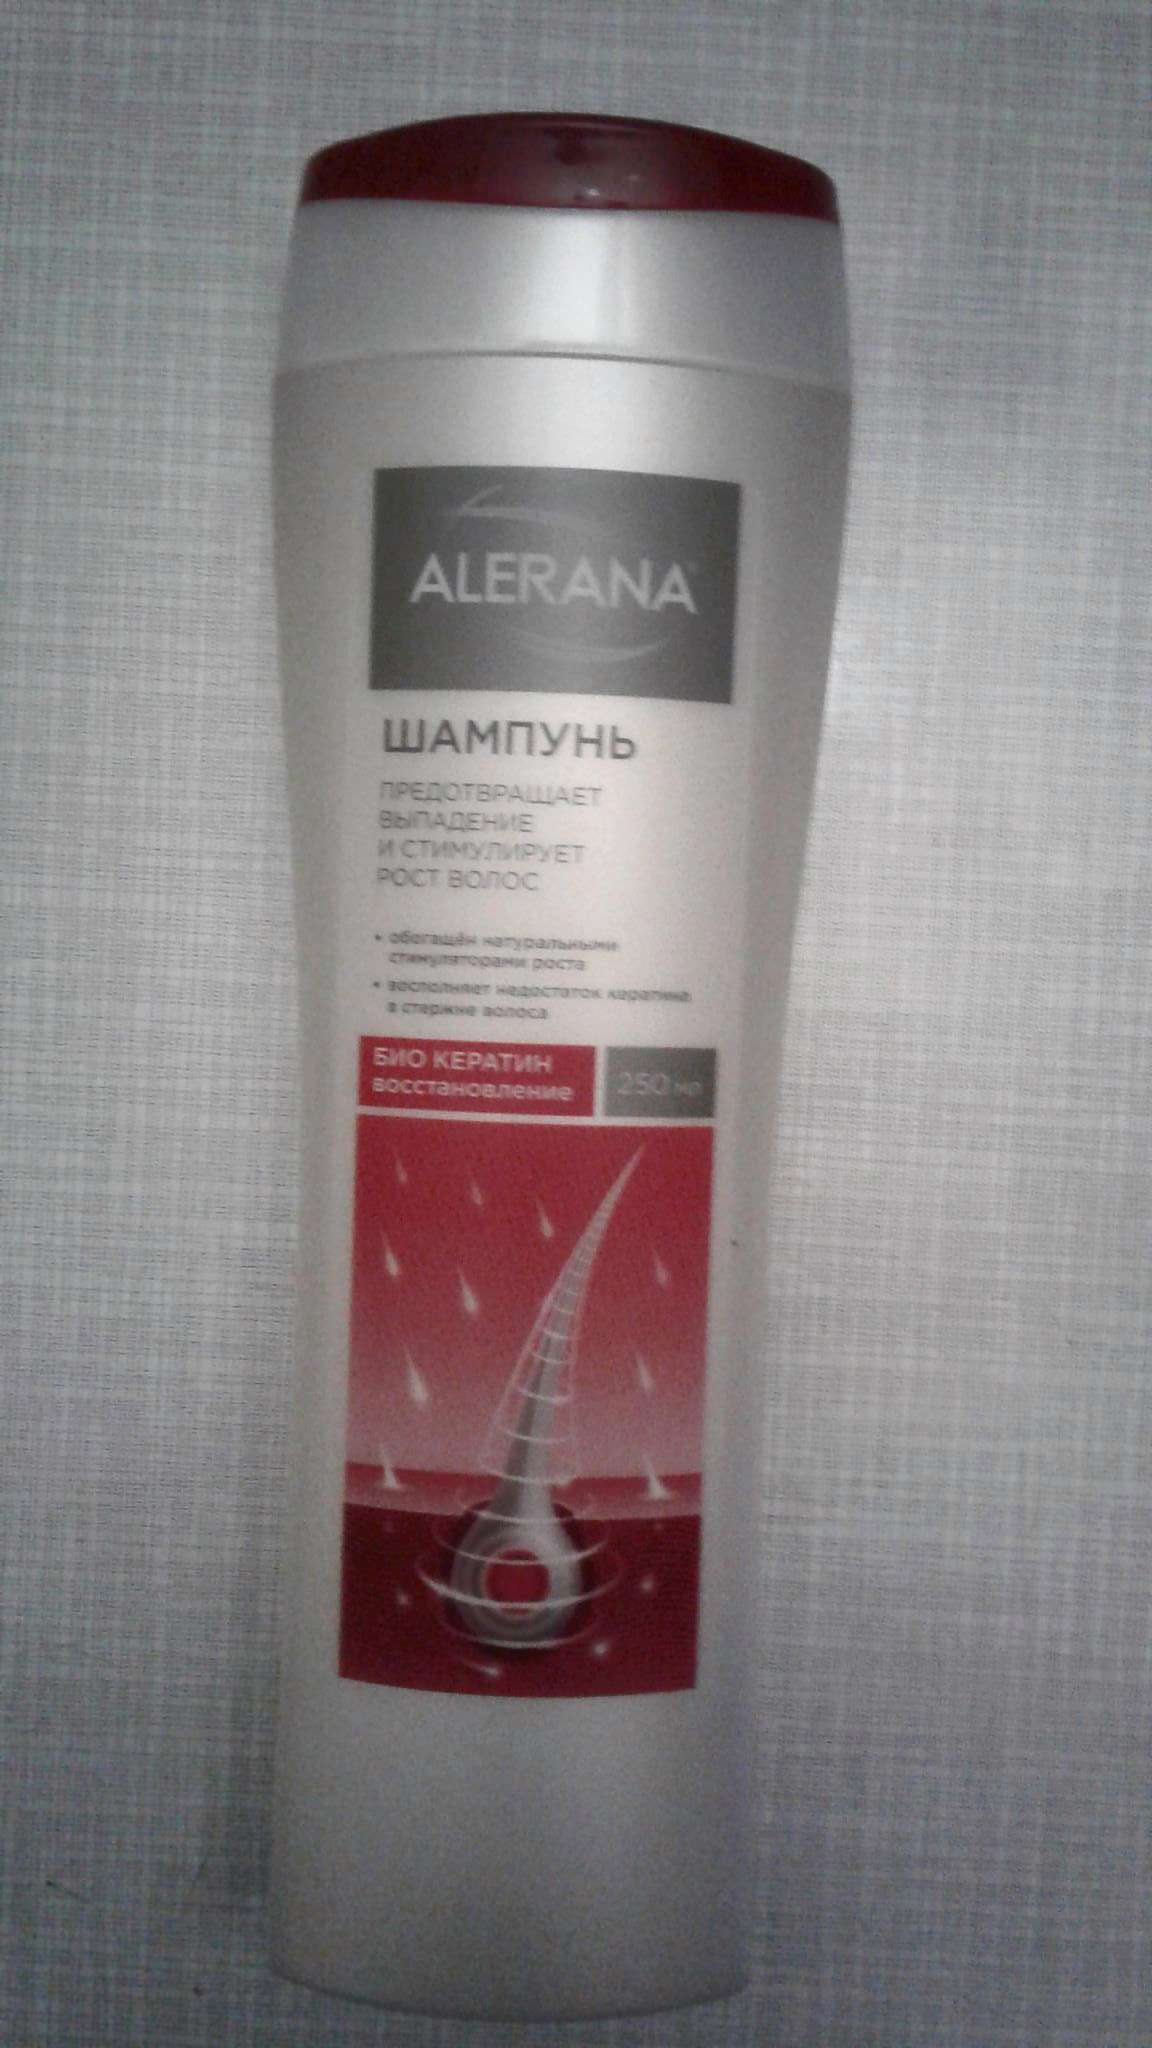 ALERANA
ШАМПУНЬ
ПРЕДОТВРАЩАЕТ
ВЫПАДЕНИЕ
И СТИМУЛИРУЕТ
РОСТ ВОЛОС
• обогащён натуральными
стимуляторами роста
• восполняет недостаток кератина
в стержне волоса
БИО КЕРАТИН
восстановление
250 мл